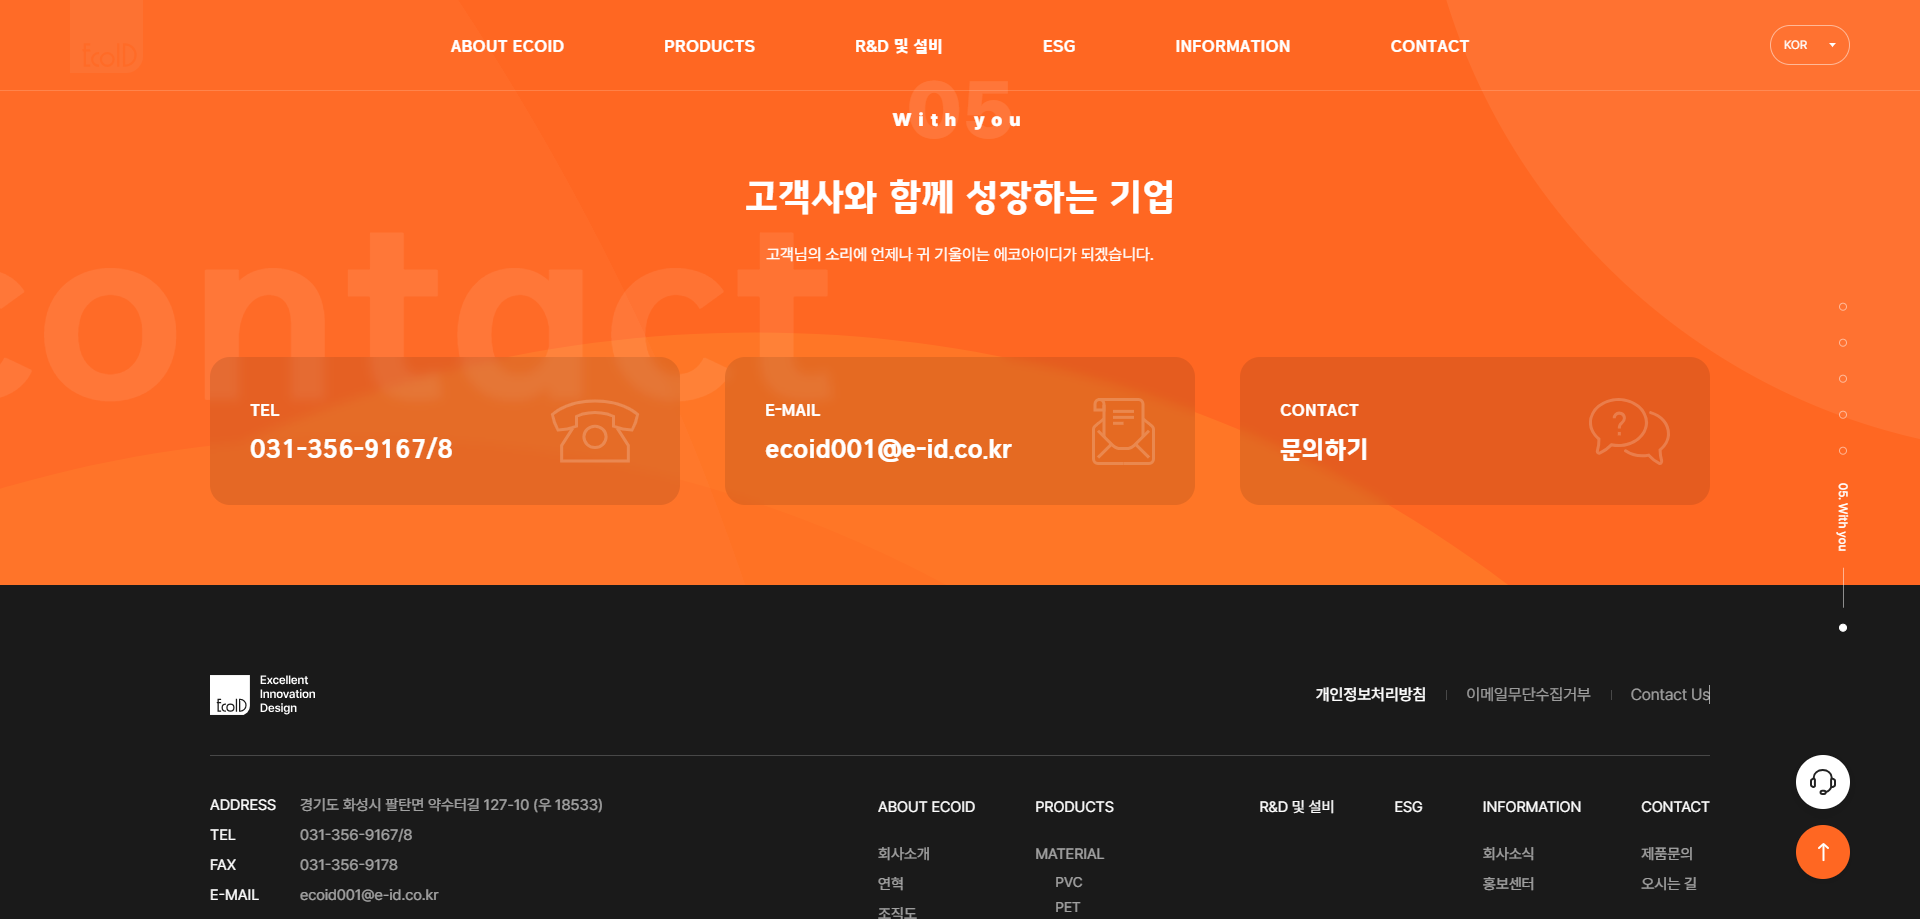 EcoID
ABOUT ECOID
PRODUCTS
R&D 및 설비
ESG
INFORMATION
CONTACT
KOR
05
With you
고객사와 함께 성장하는 기업
고객님의 소리에 언제나 귀 기울이는 에코아이디가 되겠습니다.
contact
TEL
031-356-9167/8
E-MAIL
ecoid001@e-id.co.kr
CONTACT
문의하기
05. With you
EcoID
Excellent
Innovation
Design
개인정보처리방침
이메일무단수집거부
Contact Us
ADDRESS 경기도 화성시 팔탄면 약수터길 127-10 (우 18533)
TEL 031-356-9167/8
FAX 031-356-9178
E-MAIL ecoid001@e-id.co.kr
ABOUT ECOID
회사소개
연혁
조직도
PRODUCTS
MATERIAL
PVC
PET
R&D 및 설비
ESG
INFORMATION
회사소식
홍보센터
CONTACT
제품문의
오시는 길